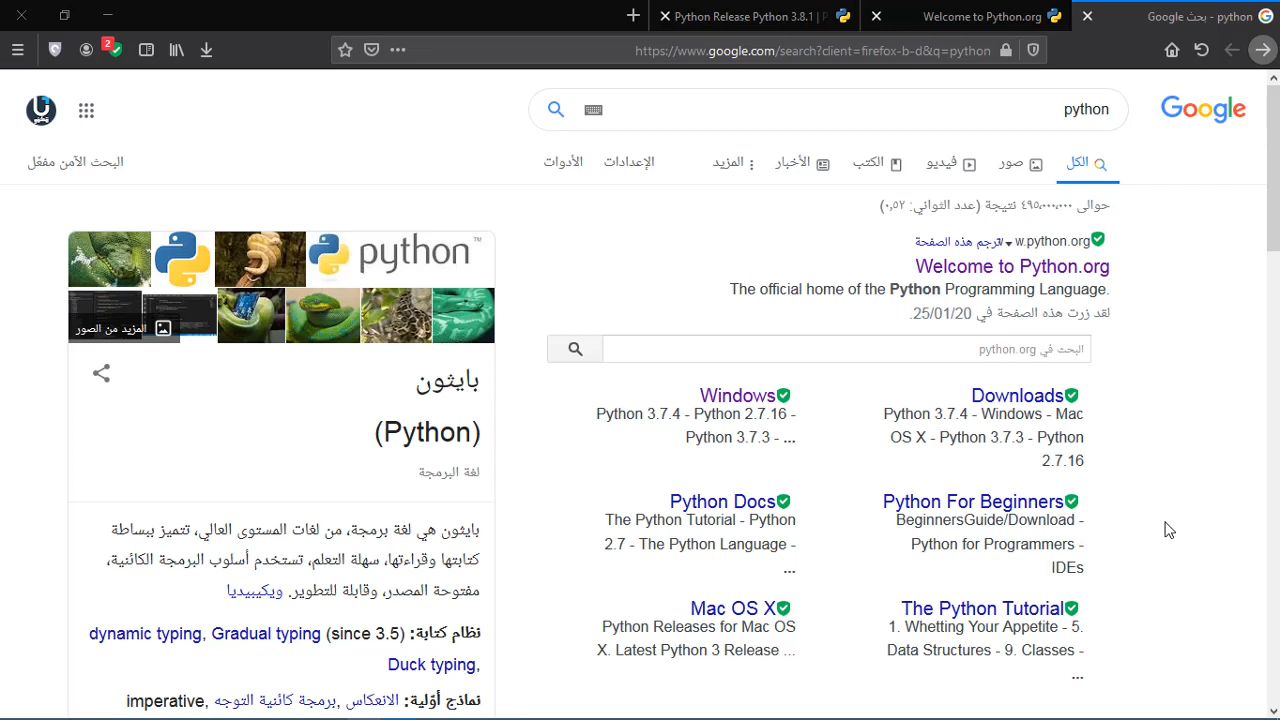 Google بحث - python
Welcome to Python.org
Python Release Python 3.8.1 |
2
https://www.google.com/search?client=firefox-b-d&q=python
Google
python
الكل
صور
فيديو
الكتب
الأخبار
المزيد
الإعدادات
الأدوات
البحث الآمن مفعّل
حوالى ٤٩٥,٠٠٠,٠٠٠ نتيجة (عدد الثواني: ٠,٥٢)
w.python.org ترجم هذه الصفحة
Welcome to Python.org
The official home of the Python Programming Language.
لقد زرت هذه الصفحة في 25/01/20.
البحث في python.org
Downloads
Python 3.7.4 - Windows - Mac
OS X - Python 3.7.3 - Python
2.7.16
Windows
Python 3.7.4 - Python 2.7.16 -
Python 3.7.3 - ...
Python For Beginners
BeginnersGuide/Download -
Python for Programmers -
IDEs
Python Docs
The Python Tutorial - Python
2.7 - The Python Language -
...
The Python Tutorial
1. Whetting Your Appetite - 5.
Data Structures - 9. Classes -
...
Mac OS X
Python Releases for Mac OS
X. Latest Python 3 Release ...
python™
المزيد من الصور
بايثون
(Python)
لغة البرمجة
بايثون هي لغة برمجة، من لغات المستوى العالي، تتميز ببساطة
كتابتها وقراءتها، سهلة التعلم، تستخدم أسلوب البرمجة الكائنية،
مفتوحة المصدر، وقابلة للتطوير. ويكيبيديا
نظام كتابة: dynamic typing, Gradual typing (since 3.5)
Duck typing,
نماذج أوّلية: الانعكاس, برمجة كائنية التوجه, imperative